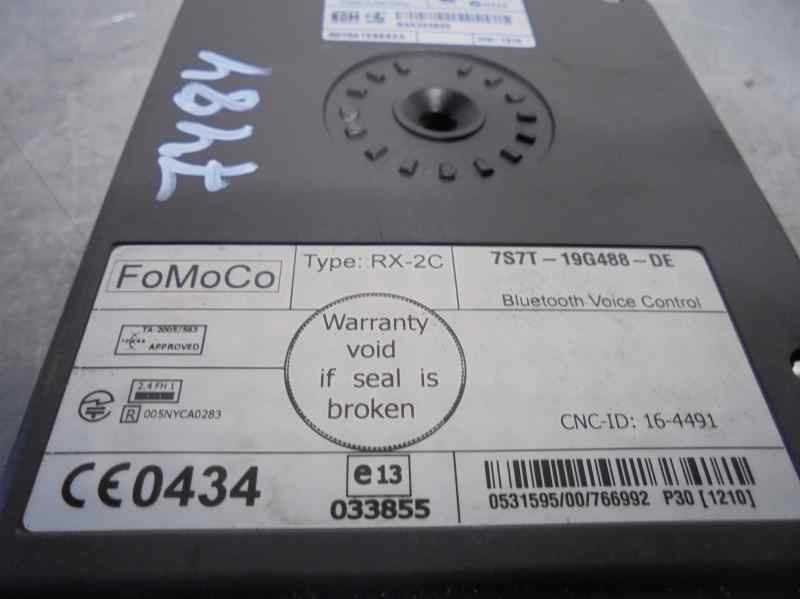 7484
FoMoCo
Type: RX-2C
7S7T-19G488-DE
Bluetooth Voice Control
TA-2005/563
APPROVED
Warranty
void
if seal is
broken
2.4 FH 1
R 005NYCA0283
CNC-ID: 16-4491
CE0434
e13
033855
0531595/00/766992 P30 [1210]